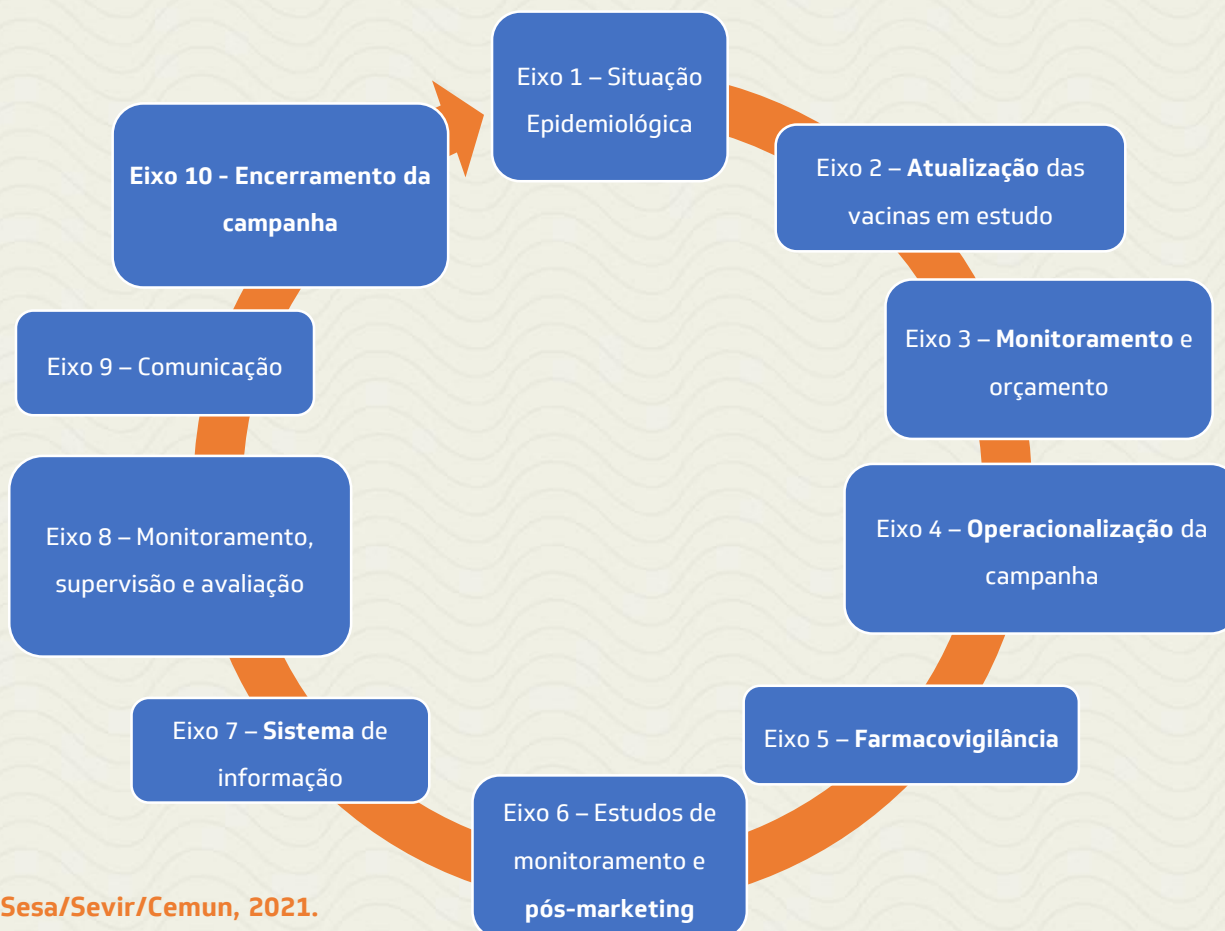 Eixo 1 – Situação
Epidemiológica
Eixo 2 – Atualização das
vacinas em estudo
Eixo 3 – Monitoramento e
orçamento
Eixo 4 – Operacionalização da
campanha
Eixo 5 – Farmacovigilância
Eixo 6 – Estudos de
monitoramento e
pós-marketing
Eixo 7 – Sistema de
informação
Eixo 8 – Monitoramento,
supervisão e avaliação
Eixo 9 – Comunicação
Eixo 10 - Encerramento da
campanha
Sesa/Sevir/Cemun, 2021.